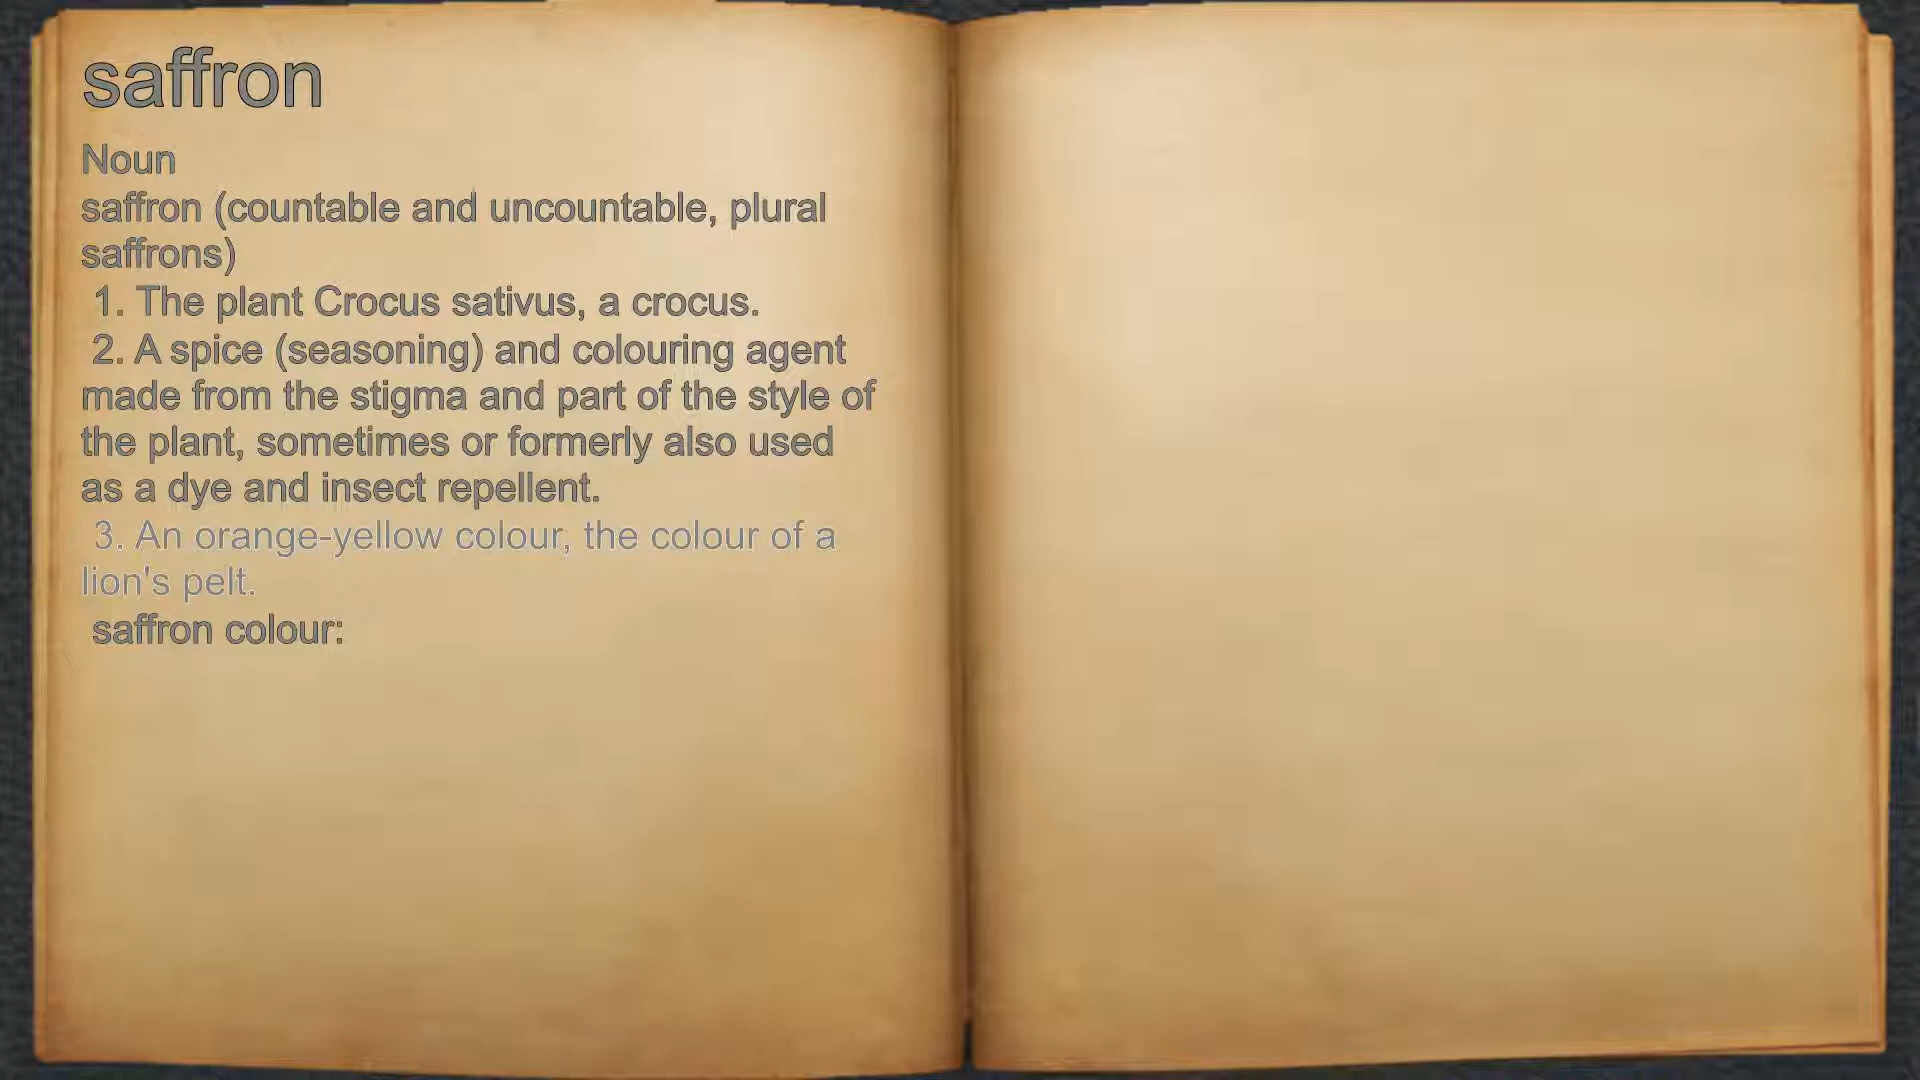 saffron
Noun
saffron (countable and uncountable, plural
saffrons)
1. The plant Crocus sativus, a crocus.
2. A spice (seasoning) and colouring agent
made from the stigma and part of the style of
the plant, sometimes or formerly also used
as a dye and insect repellent.
3. An orange-yellow colour, the colour of a
lion's pelt.
saffron colour: